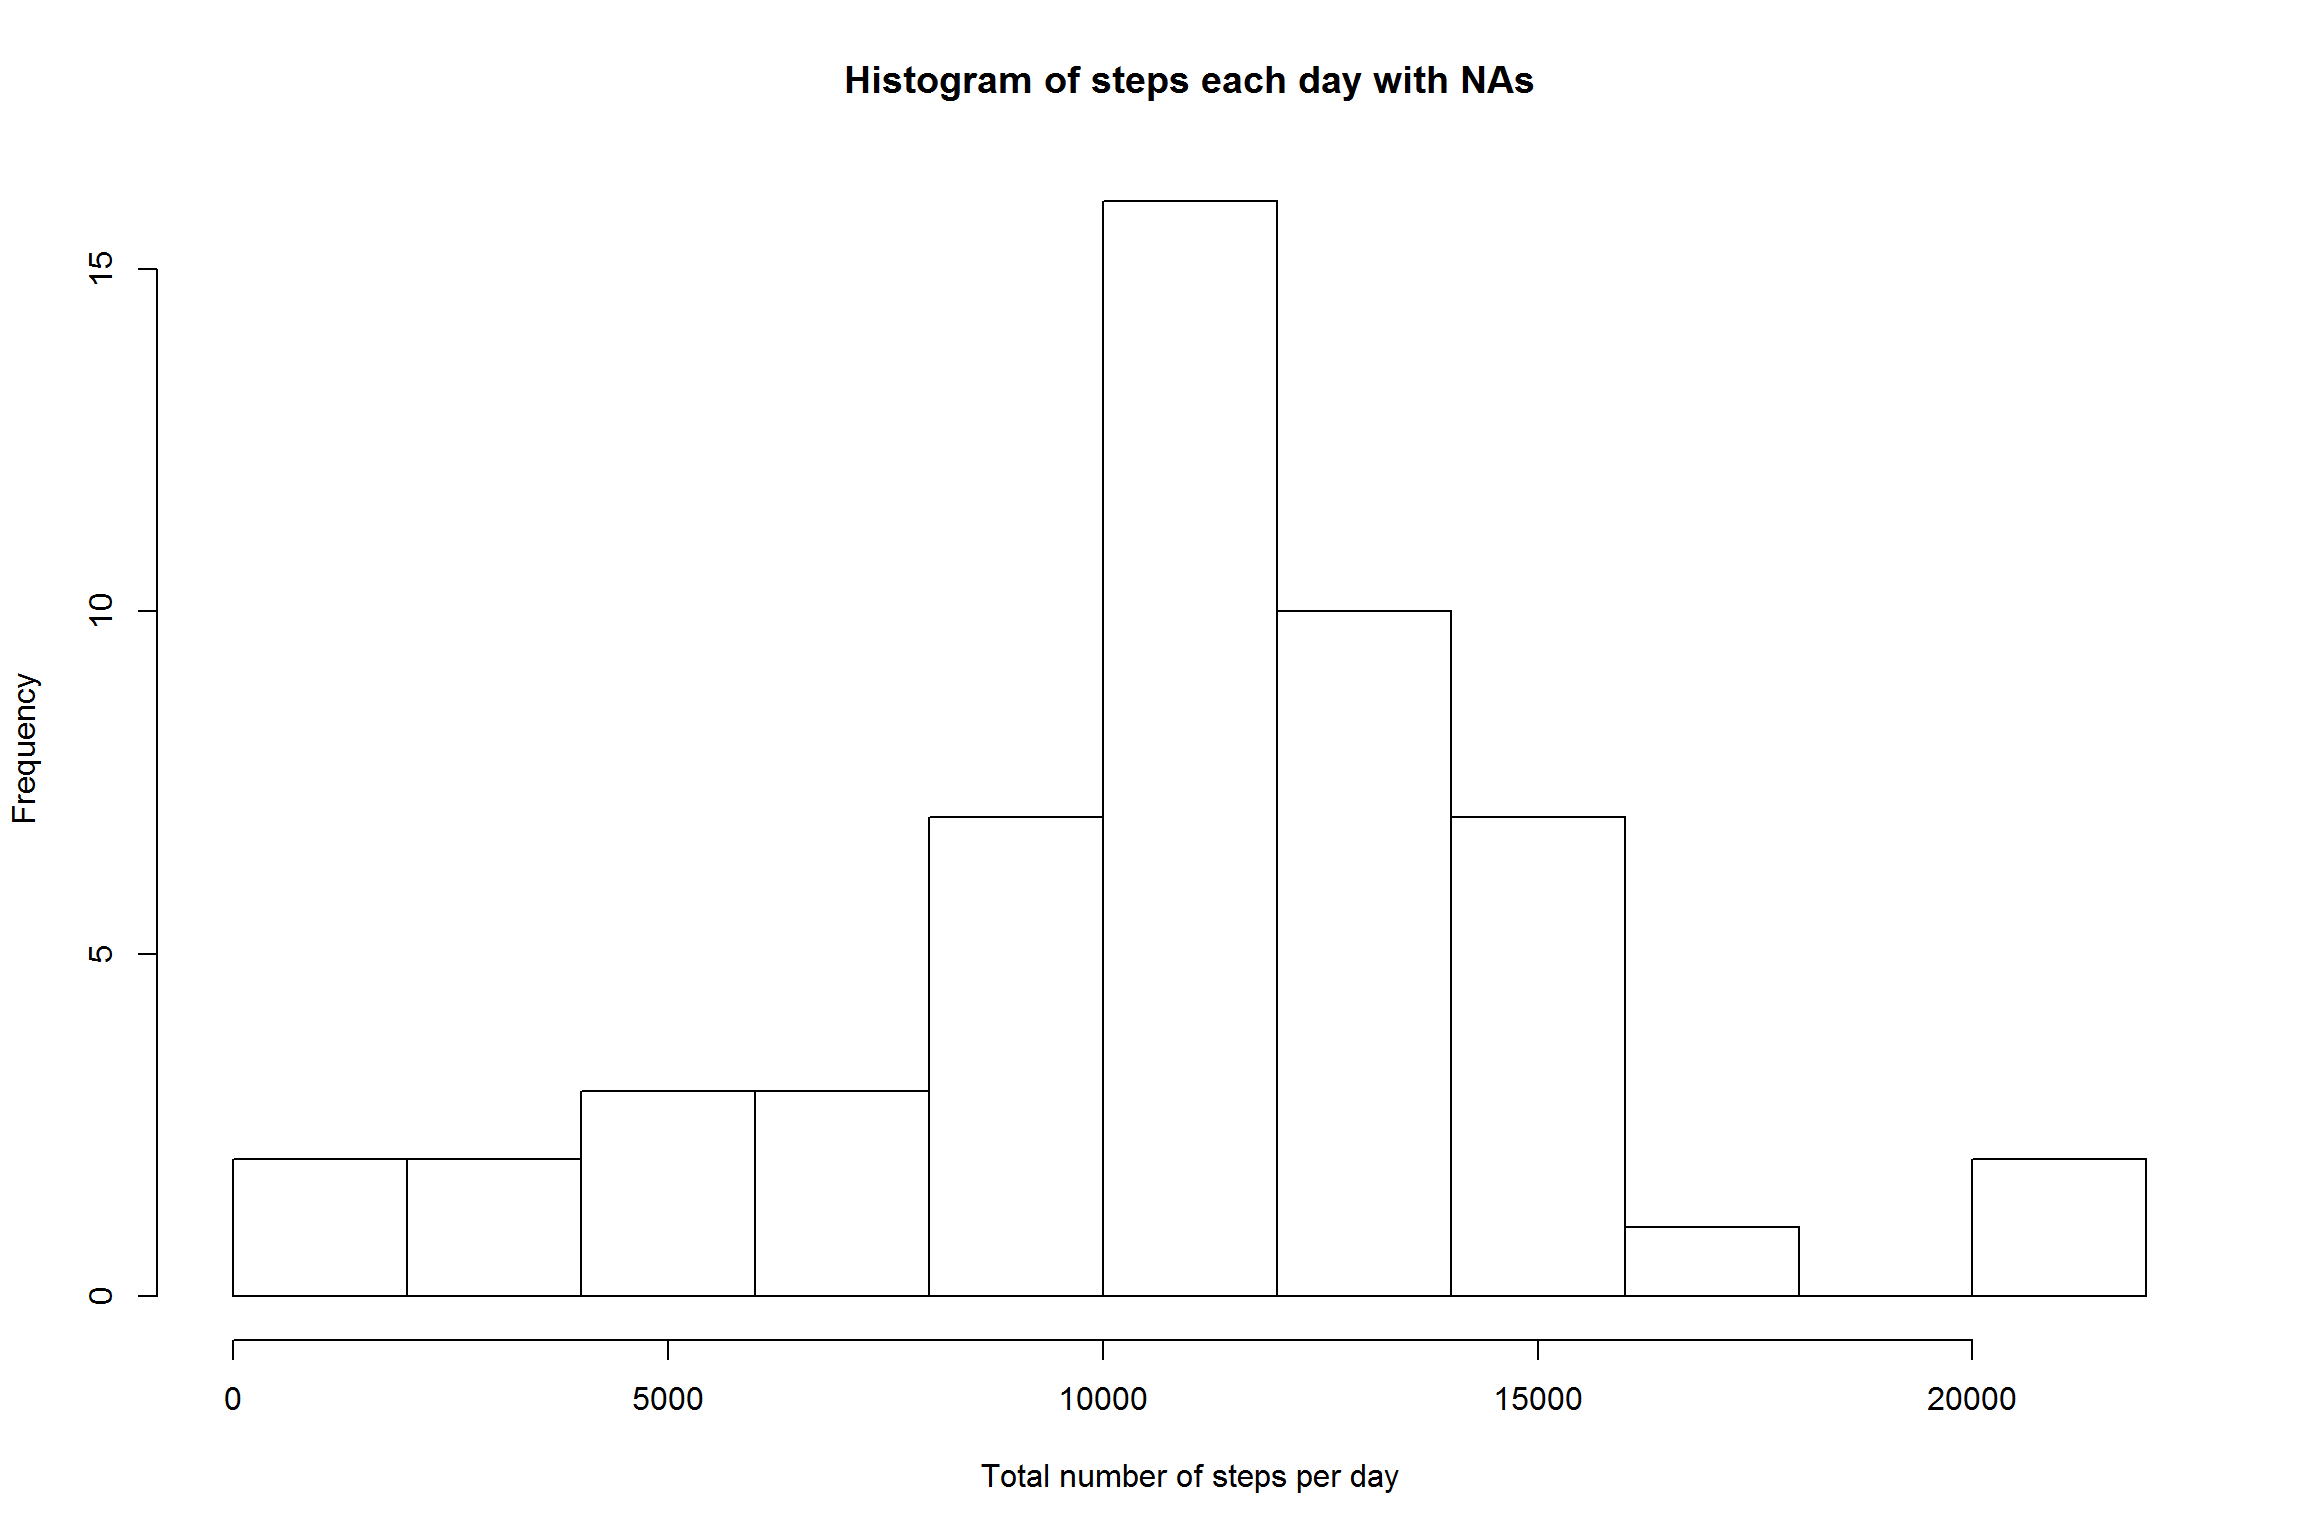 Histogram of steps each day with NAs
Frequency
15
10
5
0
0 5000 10000 15000 20000
Total number of steps per day